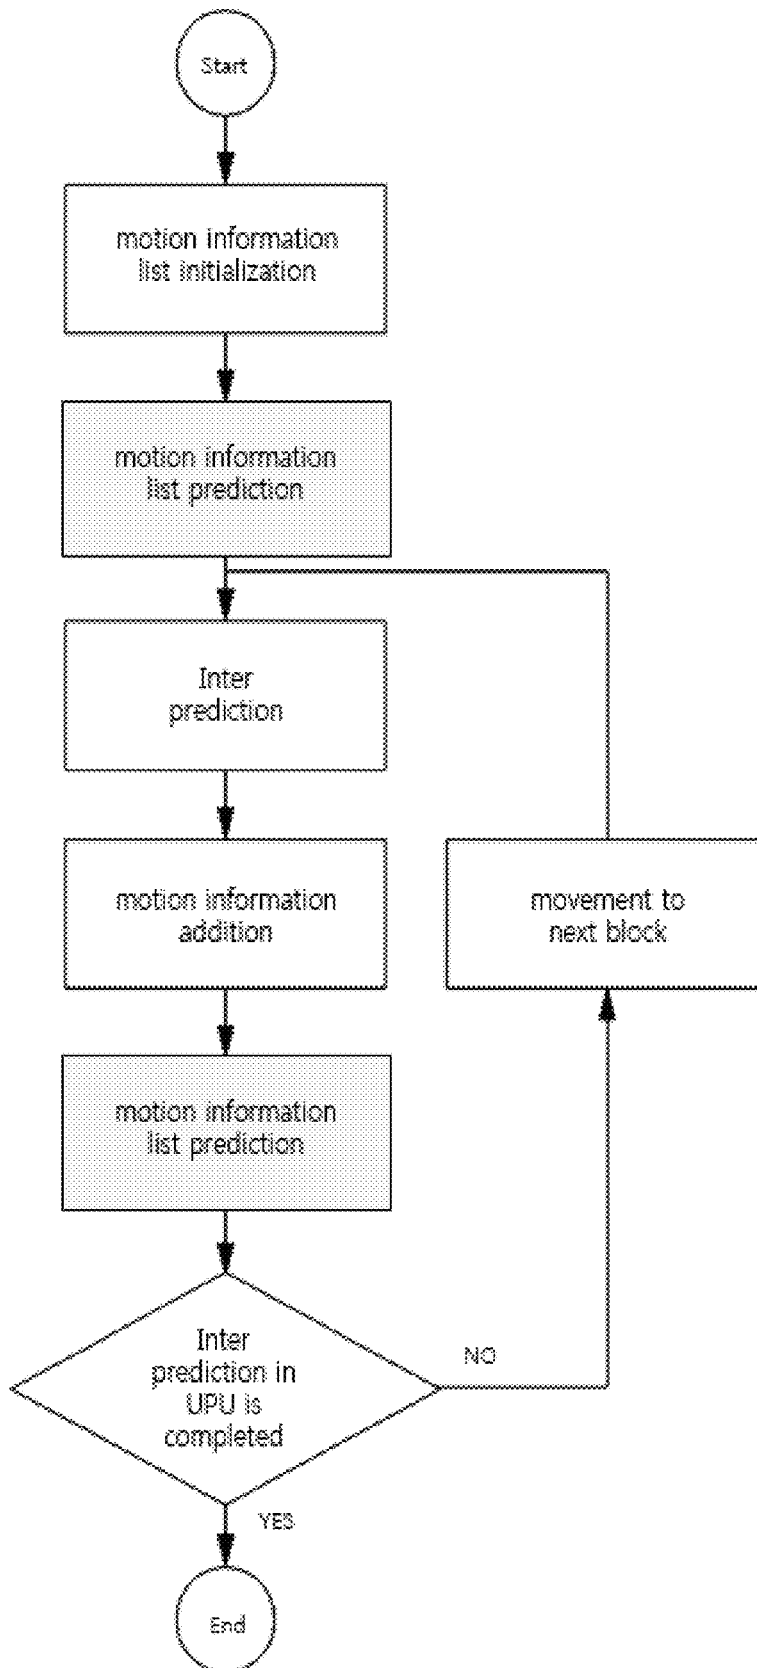 Start
motion information
list initialization
motion information
list prediction
Inter
prediction
motion information
addition
movement to
next block
motion information
list prediction
Inter
prediction in
UPU is
completed
NO
YES
End